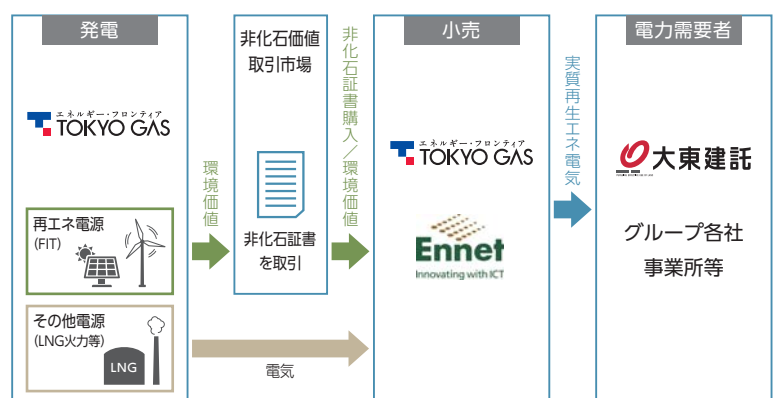 発電
エネルギー・フロンティア
TOKYO GAS
再エネ電源
(FIT)
その他電源
(LNG火力等)
LNG
環境価値
非化石価値
取引市場
非化石証書
を取引
非化石証書購入／環境価値
電気
小売
エネルギー・フロンティア
TOKYO GAS
Ennet
Innovating with ICT
実質再生エネ電気
電力需要者
大東建託
グループ各社
事業所等